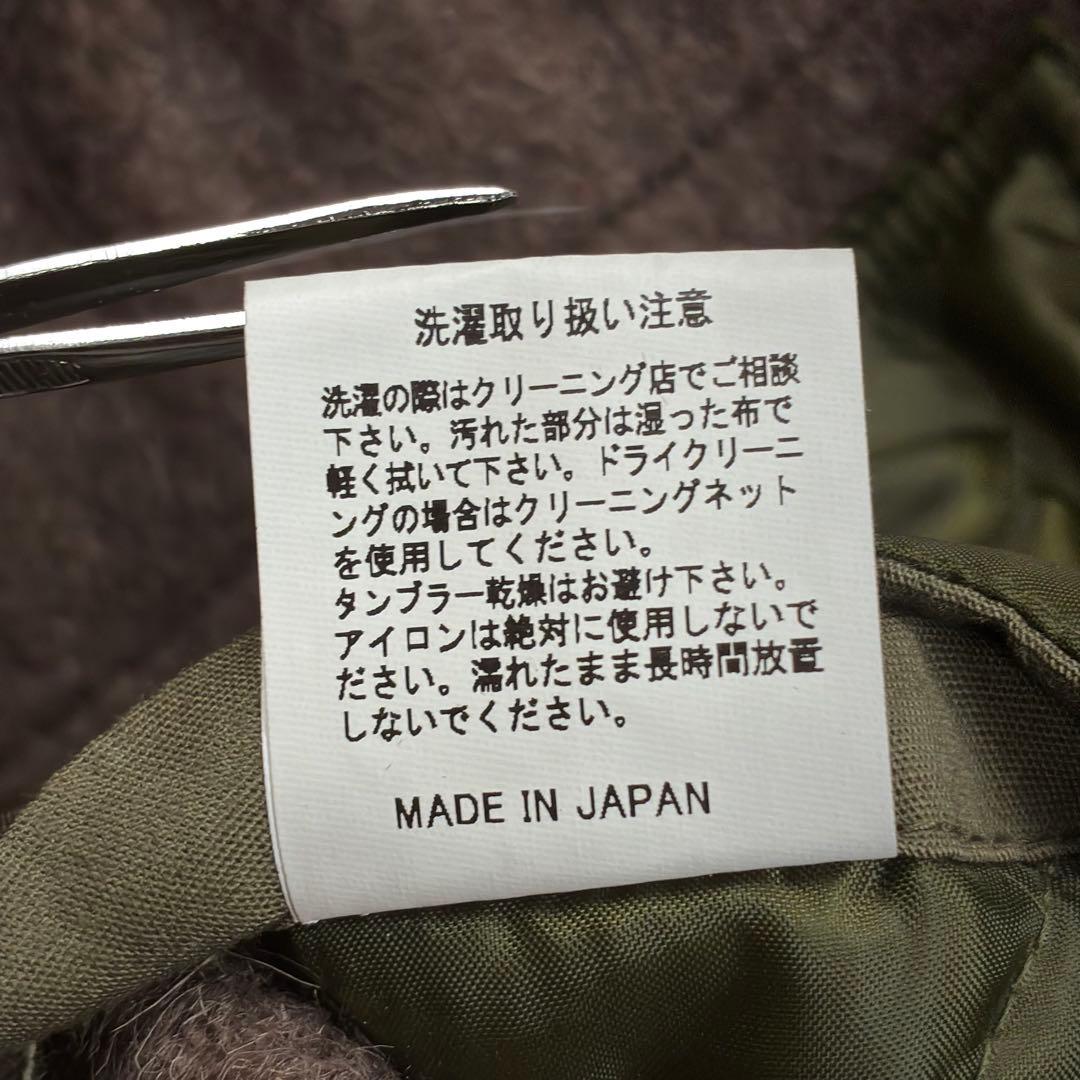 洗濯取り扱い注意
洗濯の際はクリーニング店でご相談
下さい。汚れた部分は湿った布で
軽く拭いて下さい。ドライクリーニ
ングの場合はクリーニングネット
を使用してください。
タンブラー乾燥はお避け下さい。
アイロンは絶対に使用しないで
ださい。濡れたまま長時間放置
しないでください。
MADE IN JAPAN